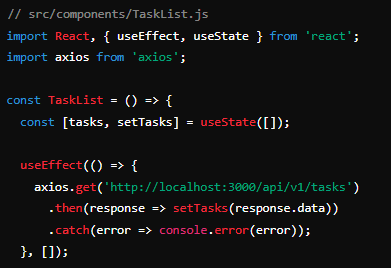 // src/components/TaskList.js
import React, { useEffect, useState } from 'react';
import axios from 'axios';

const TaskList = () => {
  const [tasks, setTasks] = useState([]);

  useEffect(() => {
    axios.get('http://localhost:3000/api/v1/tasks')
      .then(response => setTasks(response.data))
      .catch(error => console.error(error));
  }, []);